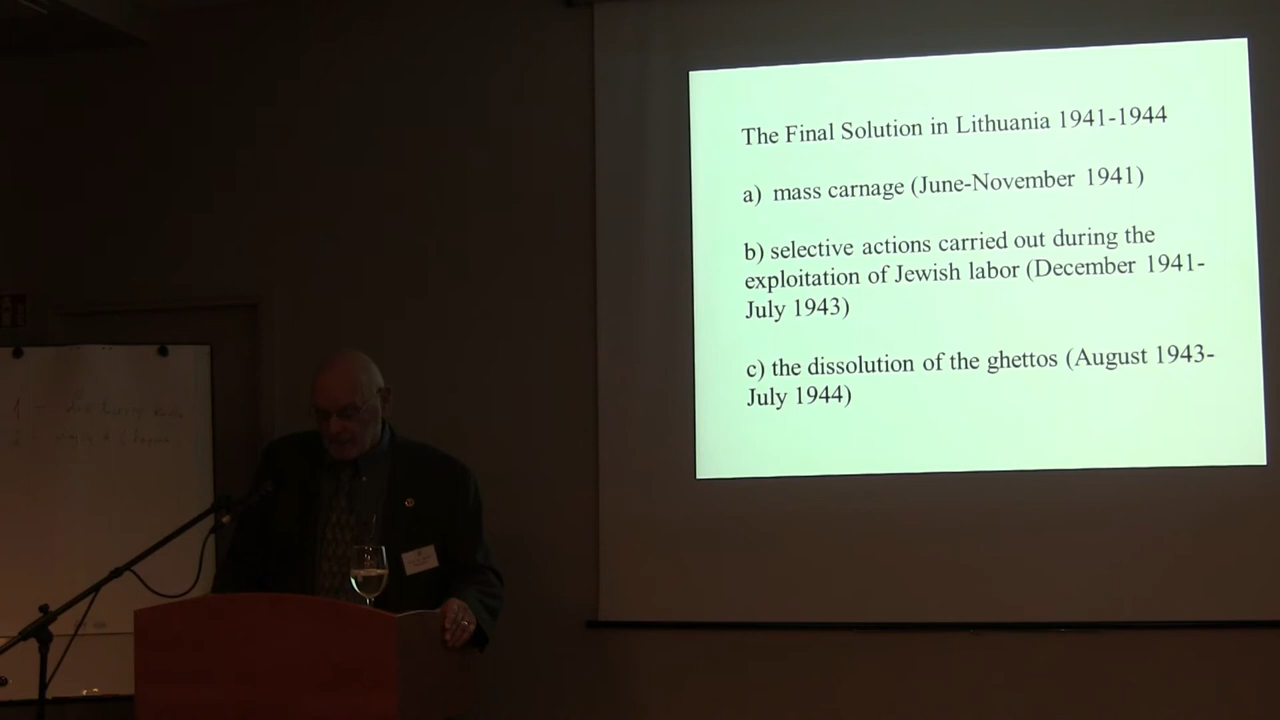 The Final Solution in Lithuania 1941-1944
a) mass carnage (June-November 1941)
b) selective actions carried out during the
exploitation of Jewish labor (December 1941-
July 1943)
c) the dissolution of the ghettos (August 1943-
July 1944)